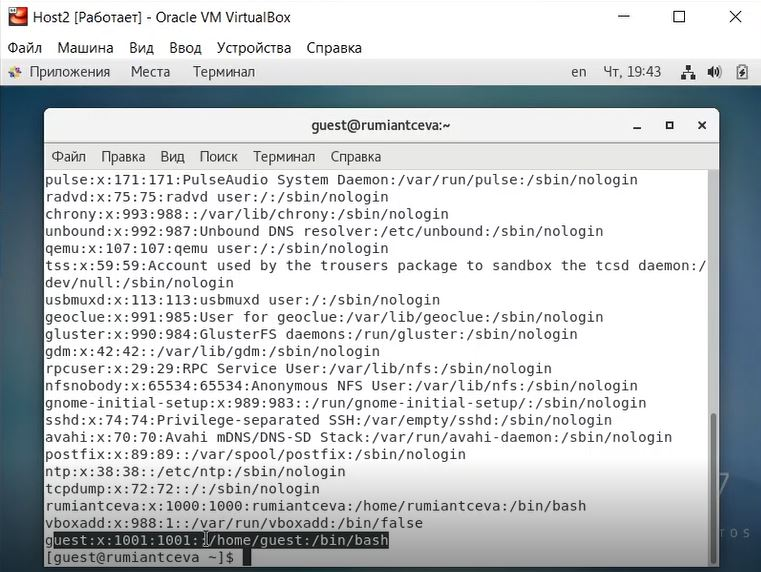 Host2 [Работает] - Oracle VM VirtualBox
Файл Машина Вид Ввод Устройства Справка
Приложения Места Терминал en Чт, 19:43
guest@rumiantceva:~
Файл Правка Вид Поиск Терминал Справка
pulse:x:171:171:PulseAudio System Daemon:/var/run/pulse:/sbin/nologin
radvd:x:75:75:radvd user:/:/sbin/nologin
chrony:x:993:988::/var/lib/chrony:/sbin/nologin
unbound:x:992:987:Unbound DNS resolver:/etc/unbound:/sbin/nologin
qemu:x:107:107:qemu user:/:/sbin/nologin
tss:x:59:59:Account used by the trousers package to sandbox the tcsd daemon:/
dev/null:/sbin/nologin
usbmuxd:x:113:113:usbmuxd user:/:/sbin/nologin
geoclue:x:991:985:User for geoclue:/var/lib/geoclue:/sbin/nologin
gluster:x:990:984:GlusterFS daemons:/run/gluster:/sbin/nologin
gdm:x:42:42::/var/lib/gdm:/sbin/nologin
rpcuser:x:29:29:RPC Service User:/var/lib/nfs:/sbin/nologin
nfsnobody:x:65534:65534:Anonymous NFS User:/var/lib/nfs:/sbin/nologin
gnome-initial-setup:x:989:983::/run/gnome-initial-setup/:/sbin/nologin
sshd:x:74:74:Privilege-separated SSH:/var/empty/sshd:/sbin/nologin
avahi:x:70:70:Avahi mDNS/DNS-SD Stack:/var/run/avahi-daemon:/sbin/nologin
postfix:x:89:89::/var/spool/postfix:/sbin/nologin
ntp:x:38:38::/etc/ntp:/sbin/nologin
tcpdump:x:72:72::/:/sbin/nologin
rumiantceva:x:1000:1000:rumiantceva:/home/rumiantceva:/bin/bash
vboxadd:x:988:1::/var/run/vboxadd:/bin/false
guest:x:1001:1001::/home/guest:/bin/bash
[guest@rumiantceva ~]$
7
TOS